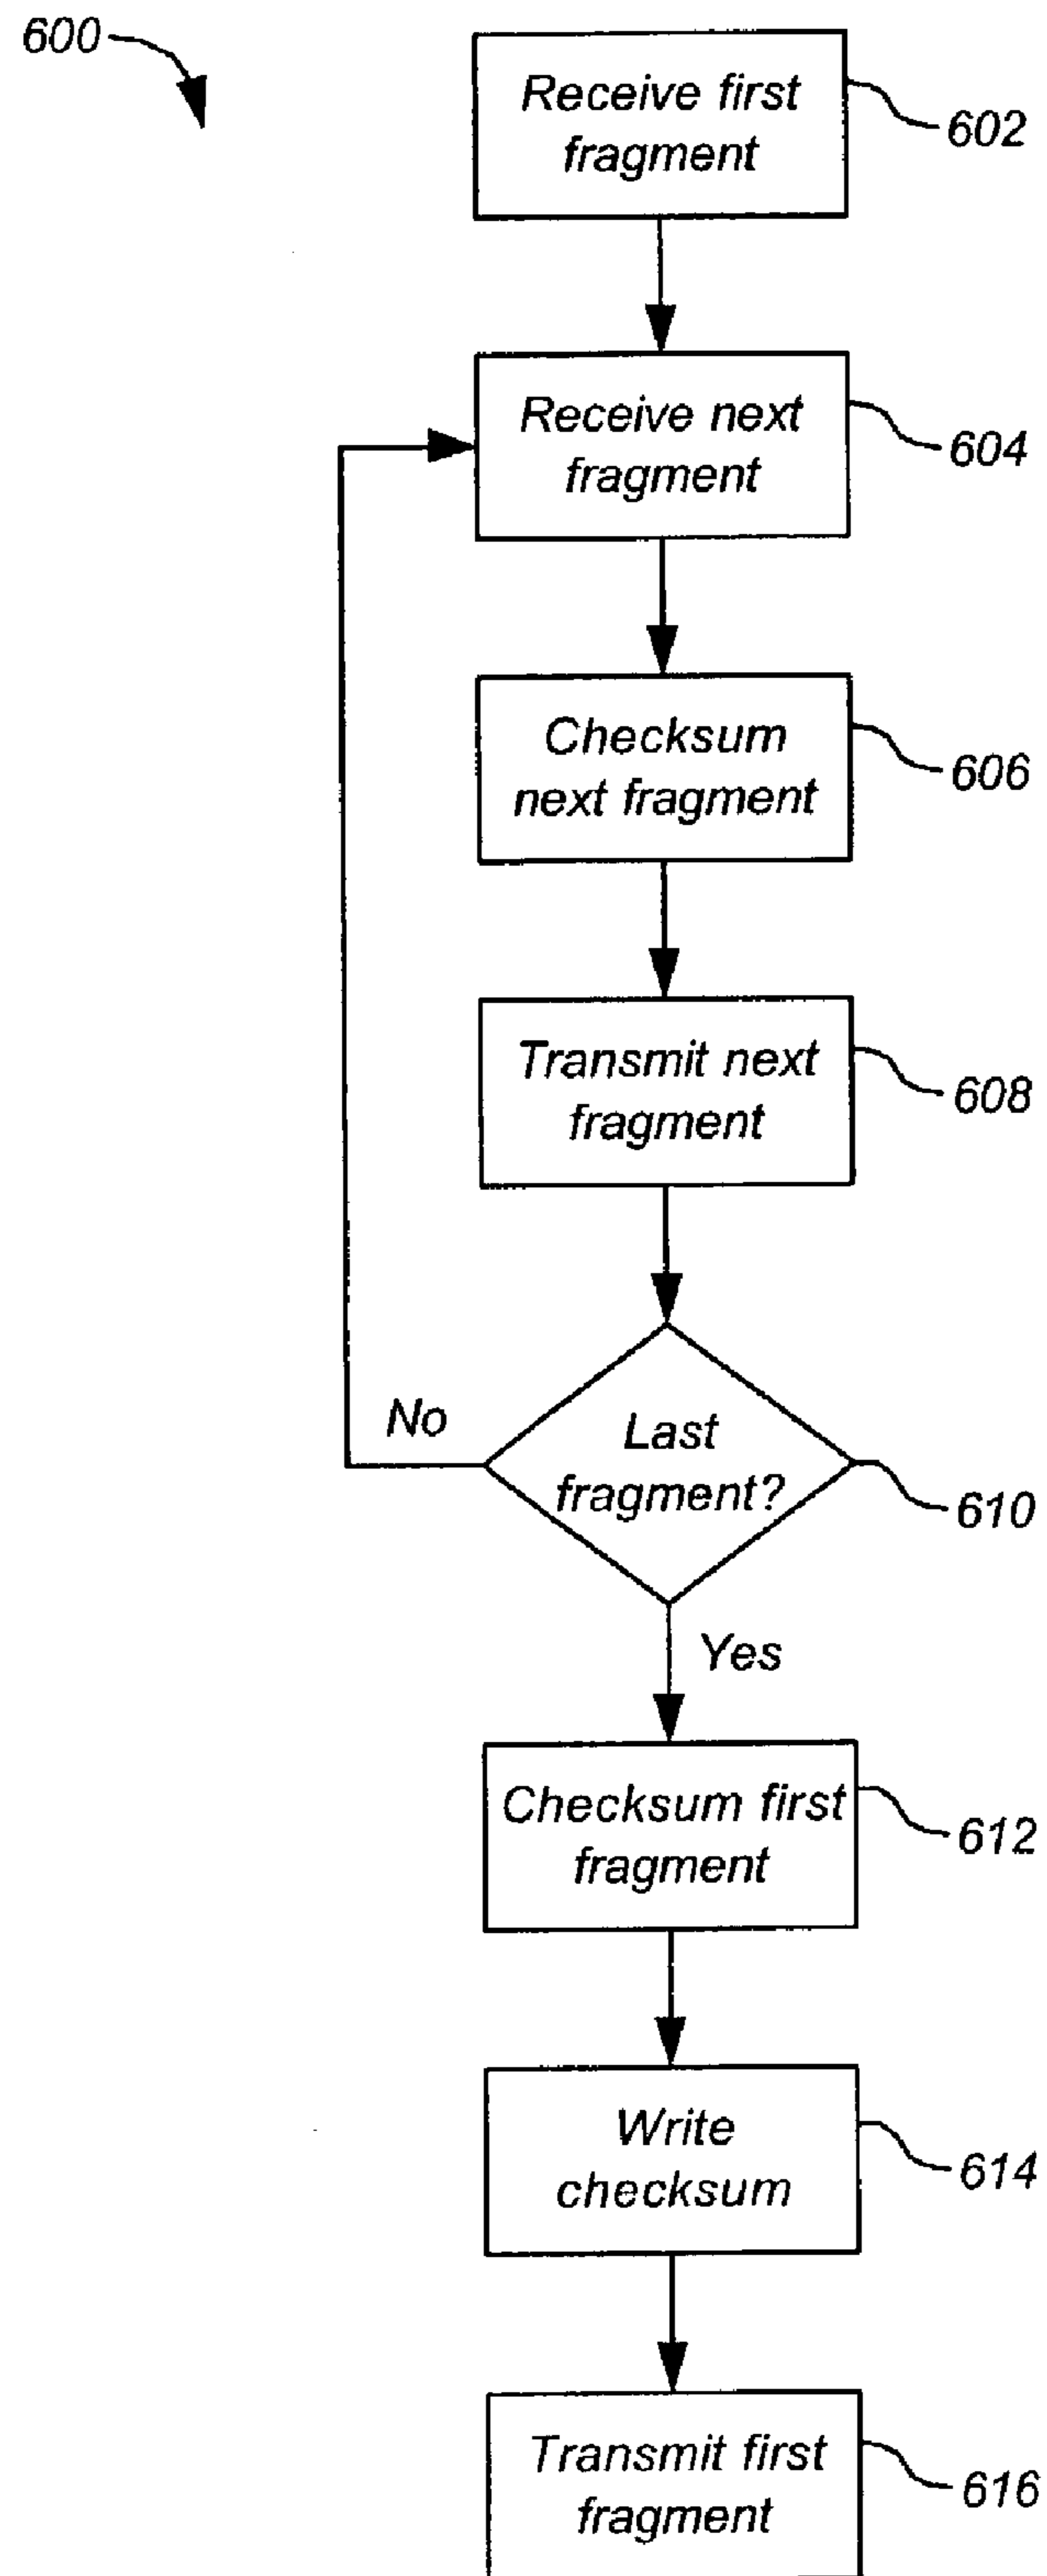 600
Receive first
fragment
602
Receive next
fragment
604
Checksum
next fragment
606
Transmit next
fragment
608
No
Last
fragment?
610
Yes
Checksum first
fragment
612
Write
checksum
614
Transmit first
fragment
616